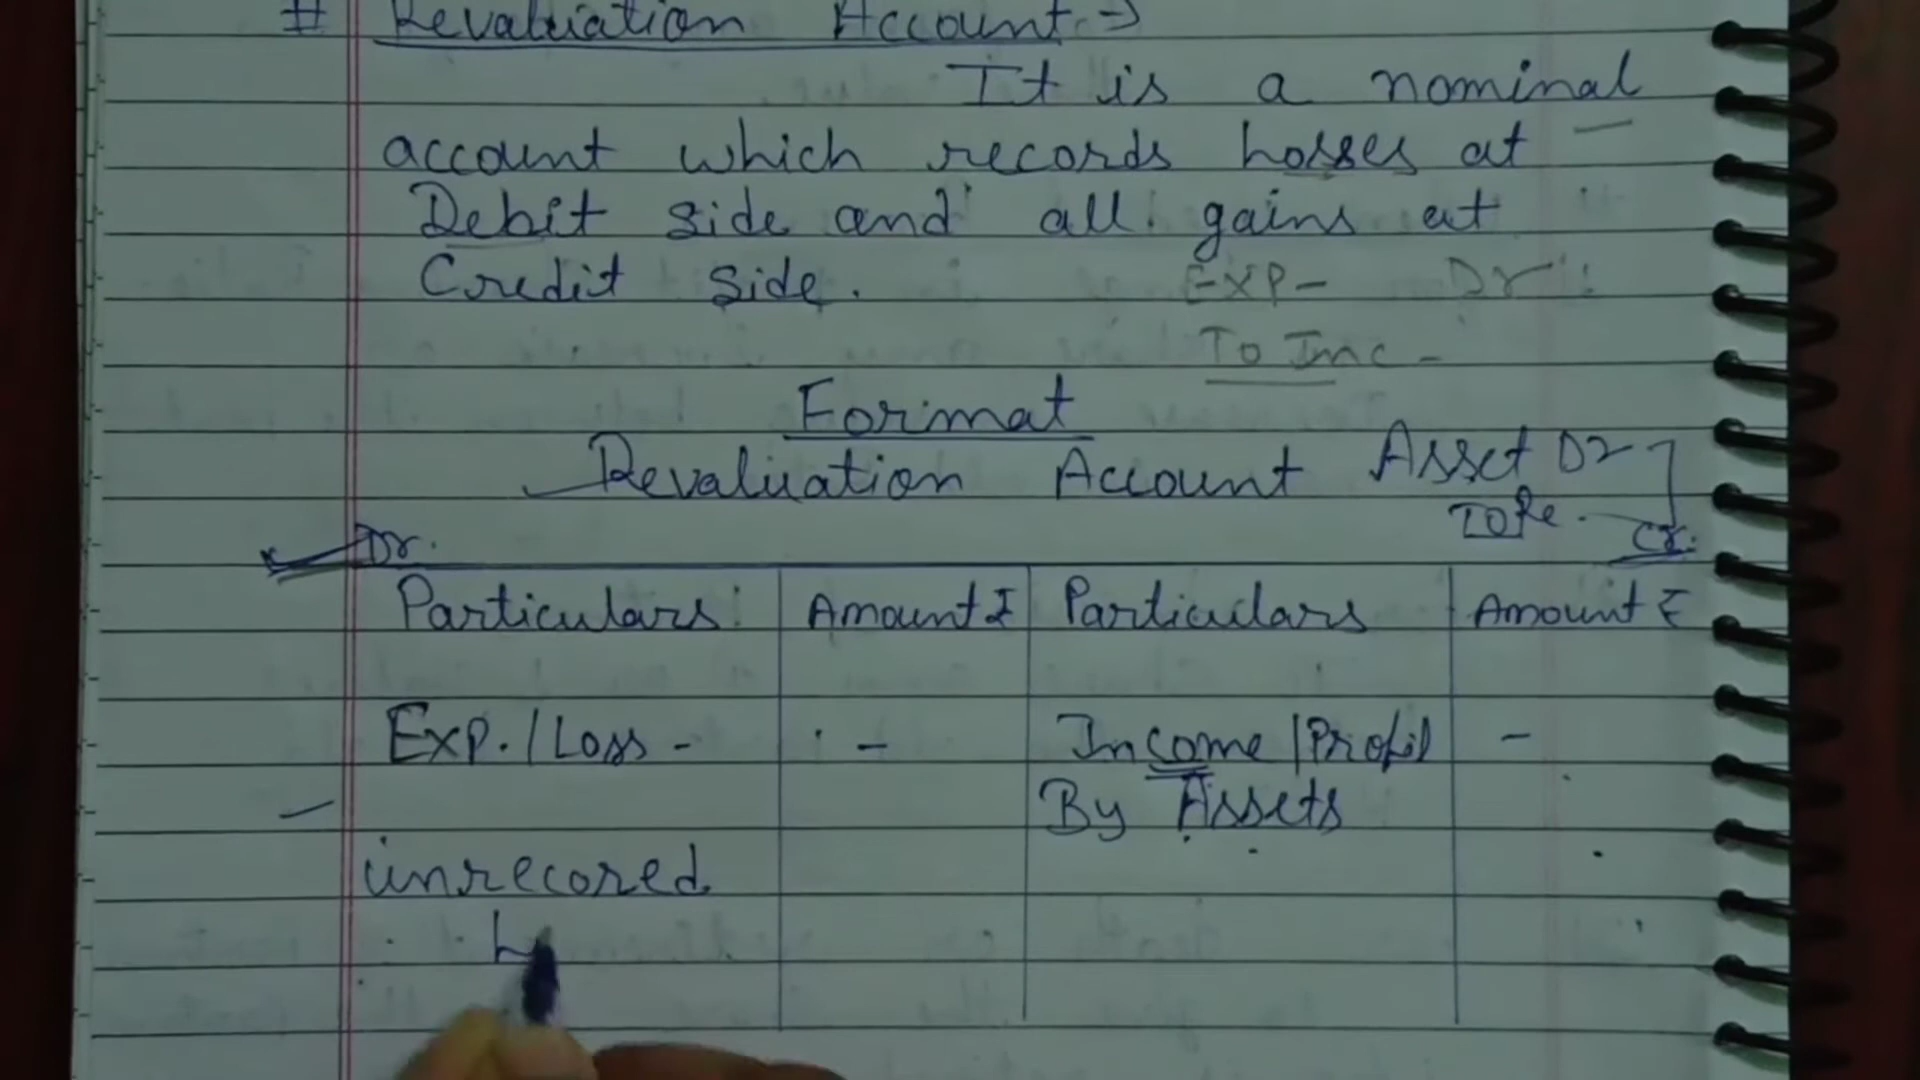 # Revaluation Account →
It is a nominal
account which records Losses at
Debit side and all gains at
Credit side.
EXP- Dr
To Inc -
Format
Revaluation Account
Asset Dr
To Re.
Dr. Cr.
Particulars Amount ₹ Particulars Amount ₹
Exp. / Loss - - Income / Profit -
By Assets
unrecored
L